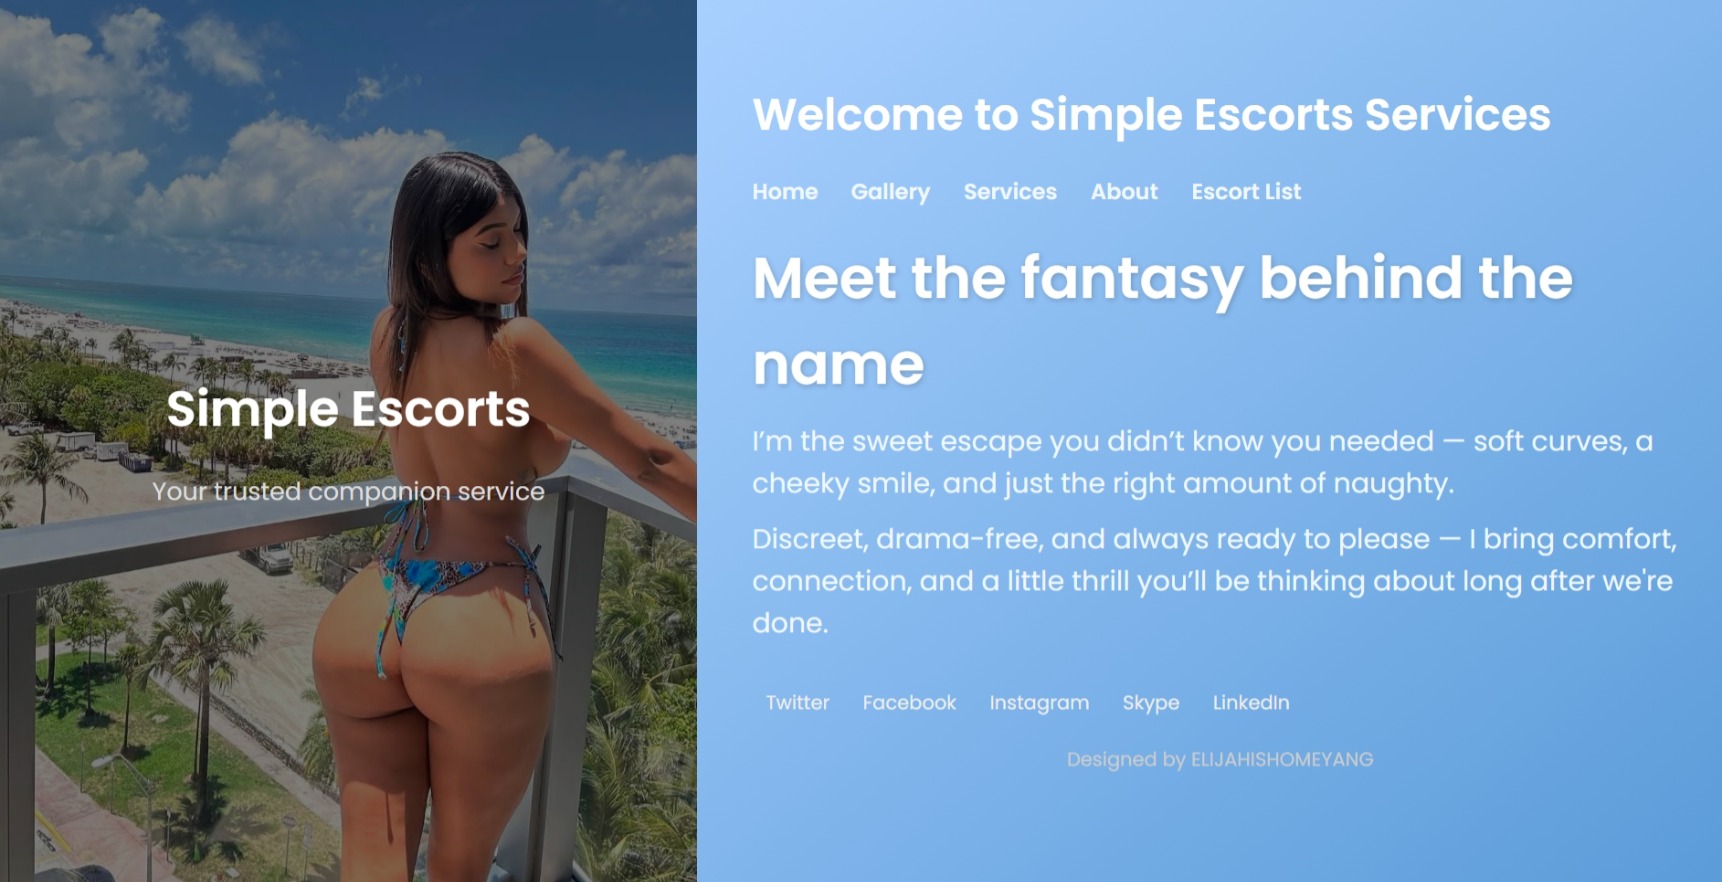 Simple Escorts
Your trusted companion service
Welcome to Simple Escorts Services
Home Gallery Services About Escort List
Meet the fantasy behind the
name
I’m the sweet escape you didn’t know you needed — soft curves, a
cheeky smile, and just the right amount of naughty.
Discreet, drama-free, and always ready to please — I bring comfort,
connection, and a little thrill you’ll be thinking about long after we're
done.
Twitter Facebook Instagram Skype LinkedIn
Designed by ELIJAHISHOMEYANG